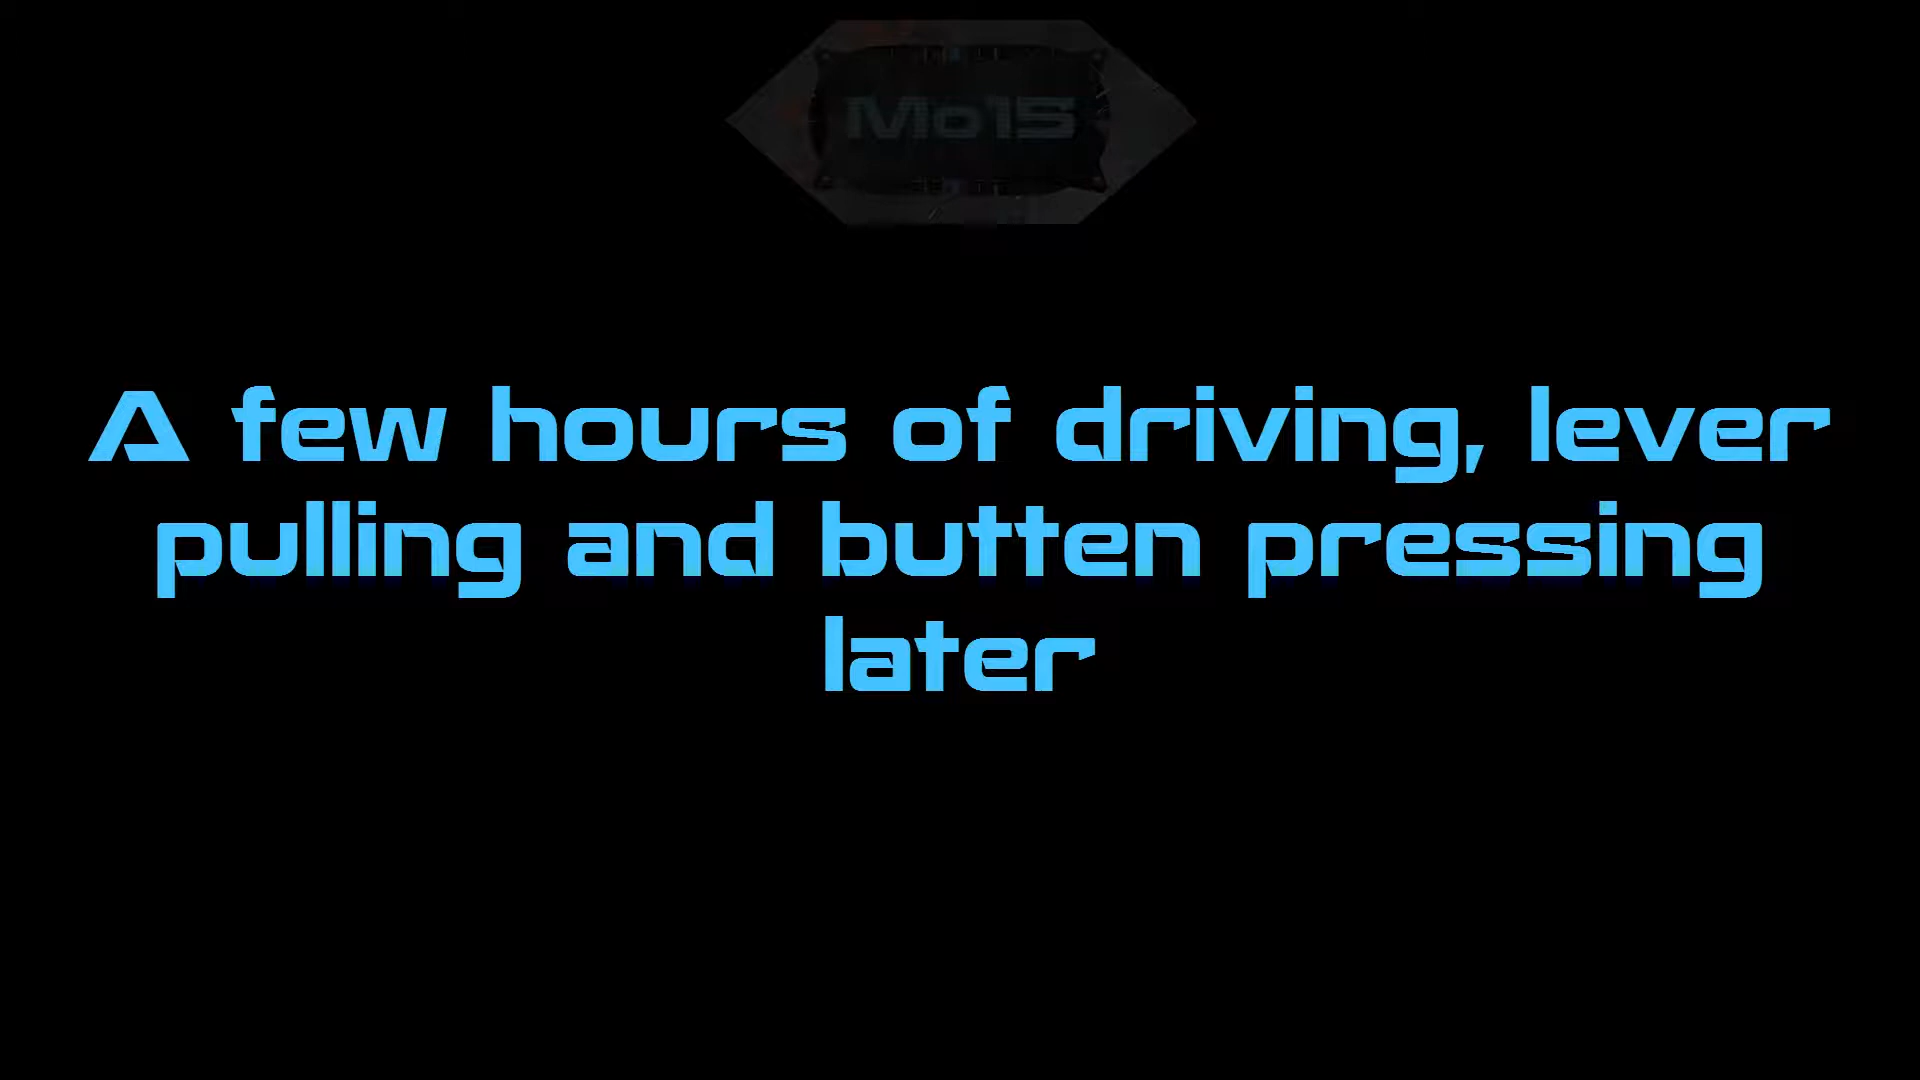 Mo15
A few hours of driving, lever
pulling and butten pressing
later